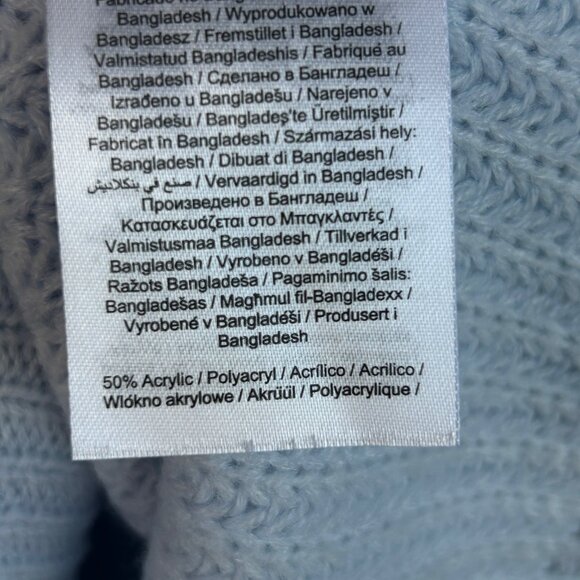 Bangladesh / Wyprodukowano w
Bangladesz / Fremstillet i Bangladesh /
Valmistatud Bangladeshis / Fabriqué au
Bangladesh / Сделано в Бангладеш /
Izrađeno u Bangladešu / Narejeno v
Bangladešu / Bangladeş'te Üretilmiştir /
Fabricat în Bangladesh / Származási hely:
Bangladesh / Dibuat di Bangladesh /
صنع في بنكلاديش / Vervaardigd in Bangladesh /
Произведено в Бангладеш /
Κατασκευάζεται στο Μπαγκλαντές /
Valmistusmaa Bangladesh / Tillverkad i
Bangladesh / Vyrobeno v Bangladéši /
Ražots Bangladeša / Pagaminimo šalis:
Bangladešas / Magħmul fil-Bangladexx /
Vyrobené v Bangladéši / Produsert i
Bangladesh
50% Acrylic / Polyacryl / Acrílico / Acrilico /
Wlókno akrylowe / Akrüül / Polyacrylique /